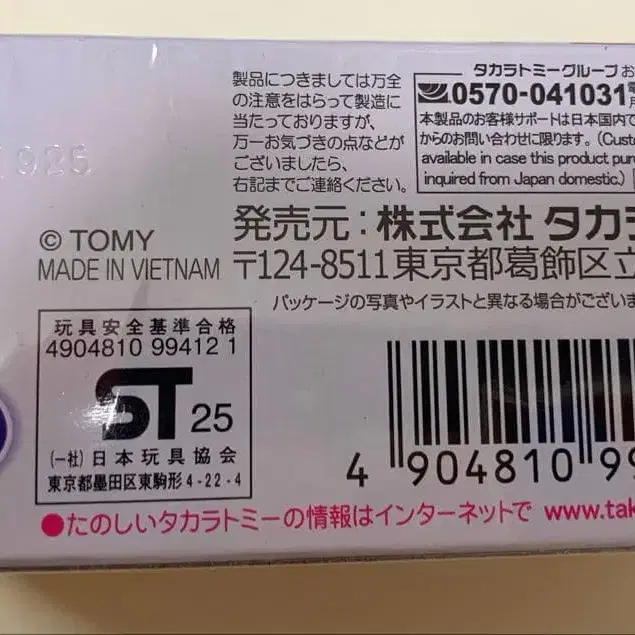 製品につきましては万全
の注意をはらって製造に
当たっておりますが、
万一お気づきの点などが
ございましたら、
右記までご連絡ください。
タカラトミーグループ お
0570-041031
本製品のお客様サポートは日本国内で
からのお問い合わせに限ります。(Custo
available in case this product pur
inquired from Japan domestic.)
925
© TOMY
MADE IN VIETNAM
発売元：株式会社 タカラ
〒124-8511東京都葛飾区立
パッケージの写真やイラストと異なる場合がございま
玩具安全基準合格
4904810 99412 1
ST 25
(一社)日本玩具協会
東京都墨田区東駒形4-22-4
4 904810 99
●たのしいタカラトミーの情報はインターネットで www.tak